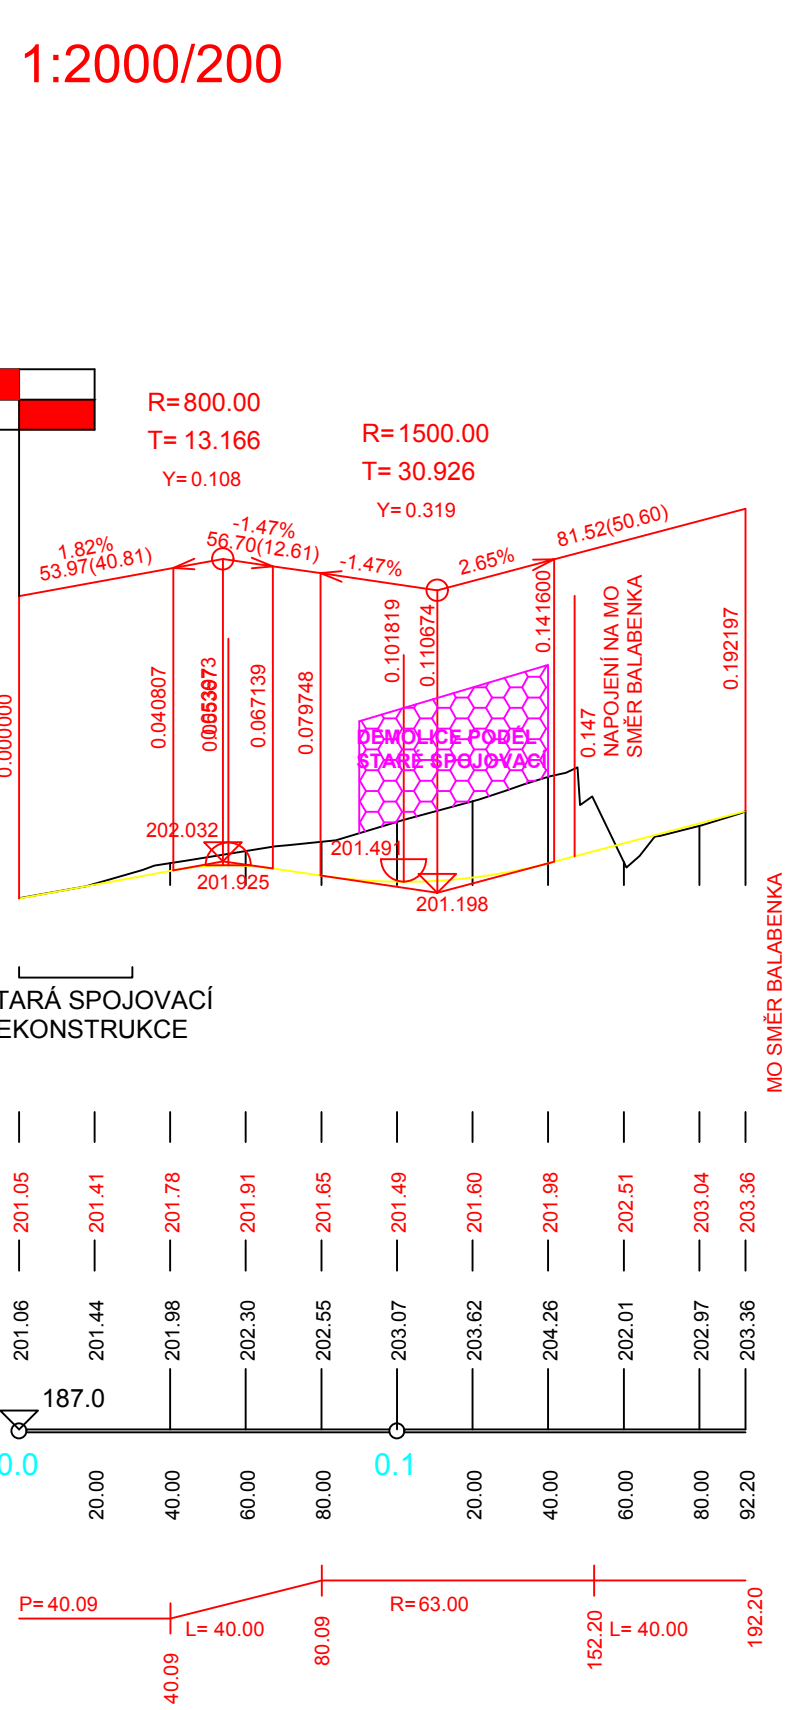 1:2000/200
R=800.00
T= 13.166
Y=0.108
R=1500.00
T= 30.926
Y=0.319
1.82%
53.97(40.81)
-1.47%
56.70(12.61)
-1.47%
2.65%
81.52(50.60)
0.000000
0.040807
0.067139
0.079748
0.101819
0.110674
0.141600
0.147
NAPOJENÍ NA MO
SMĚR BALABENKA
0.192197
DEMOLICE PODÉL
STARÉ SPOJOVACÍ
202.032
201.925
201.491
201.198
TARÁ SPOJOVACÍ
EKONSTRUKCE
MO SMĚR BALABENKA
201.05 201.41 201.78 201.91 201.65 201.49 201.60 201.98 202.51 203.04 203.36
201.06 201.44 201.98 202.30 202.55 203.07 203.62 204.26 202.01 202.97 203.36
187.0
0.0 0.1
20.00 40.00 60.00 80.00 20.00 40.00 60.00 80.00 92.20
P=40.09
L= 40.00
R=63.00
L= 40.00
40.09 80.09 152.20 192.20